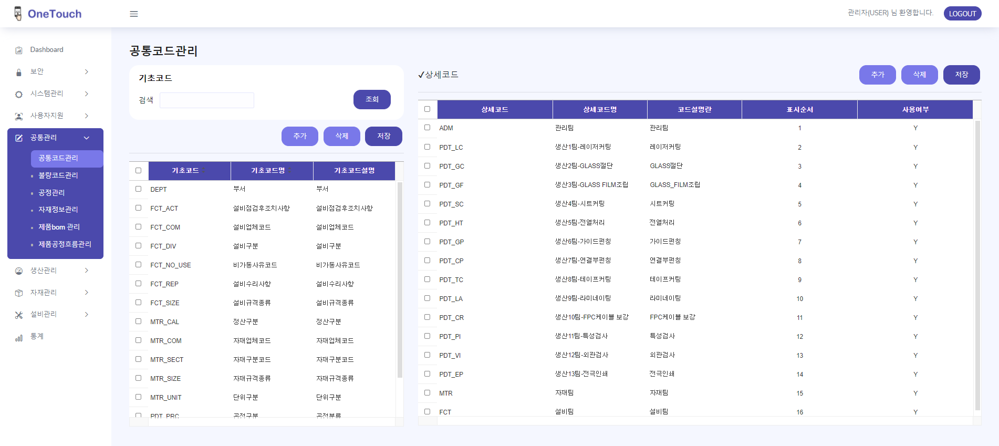 OneTouch
관리자(USER) 님 환영합니다.
LOGOUT
Dashboard
보안
시스템관리
사용자지원
공통관리
공통코드관리
불량코드관리
공정관리
자재정보관리
제품bom 관리
제품공정흐름관리
생산관리
자재관리
설비관리
통계
공통코드관리
기초코드
검색
조회
추가 삭제 저장
기초코드 기초코드명 기초코드설명
DEPT 부서 부서
FCT_ACT 설비점검후조치사항 설비점검후조치사항
FCT_COM 설비업체코드 설비업체코드
FCT_DIV 설비구분 설비구분
FCT_NO_USE 비가동사유코드 비가동사유코드
FCT_REP 설비수리사항 설비수리사항
FCT_SIZE 설비규격종류 설비규격종류
MTR_CAL 정산구분 정산구분
MTR_COM 자재업체코드 자재업체코드
MTR_SECT 자재구분코드 자재구분코드
MTR_SIZE 자재규격종류 자재규격종류
MTR_UNIT 단위구분 단위구분
PDT_PRC 공정구분 공정분류
✓상세코드
추가 삭제 저장
상세코드 상세코드명 코드설명란 표시순서 사용여부
ADM 관리팀 관리팀 1 Y
PDT_LC 생산1팀-레이저커팅 레이저커팅 2 Y
PDT_GC 생산2팀-GLASS절단 GLASS절단 3 Y
PDT_GF 생산3팀-GLASS FILM조립 GLASS_FILM조립 4 Y
PDT_SC 생산4팀-시트커팅 시트커팅 5 Y
PDT_HT 생산5팀-전열처리 전열처리 6 Y
PDT_GP 생산6팀-가이드펀칭 가이드펀칭 7 Y
PDT_CP 생산7팀-연결부펀칭 연결부펀칭 8 Y
PDT_TC 생산8팀-테이프커팅 테이프커팅 9 Y
PDT_LA 생산9팀-라미네이팅 라미네이팅 10 Y
PDT_CR 생산10팀-FPC케이블 보강 FPC케이블 보강 11 Y
PDT_PI 생산11팀-특성검사 특성검사 12 Y
PDT_VI 생산12팀-외관검사 외관검사 13 Y
PDT_EP 생산13팀-전극인쇄 전극인쇄 14 Y
MTR 자재팀 자재팀 15 Y
FCT 설비팀 설비팀 16 Y